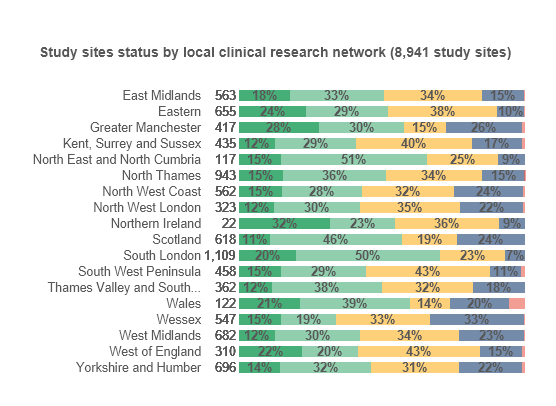 Study sites status by local clinical research network (8,941 study sites)
East Midlands 563 18% 33% 34% 15%
Eastern 655 24% 29% 38% 10%
Greater Manchester 417 28% 30% 15% 26%
Kent, Surrey and Sussex 435 12% 29% 40% 17%
North East and North Cumbria 117 15% 51% 25% 9%
North Thames 943 15% 36% 34% 15%
North West Coast 562 15% 28% 32% 24%
North West London 323 12% 30% 35% 22%
Northern Ireland 22 32% 23% 36% 9%
Scotland 618 11% 46% 19% 24%
South London 1,109 20% 50% 23% 7%
South West Peninsula 458 15% 29% 43% 11%
Thames Valley and South... 362 12% 38% 32% 18%
Wales 122 21% 39% 14% 20%
Wessex 547 15% 19% 33% 33%
West Midlands 682 12% 30% 34% 23%
West of England 310 22% 20% 43% 15%
Yorkshire and Humber 696 14% 32% 31% 22%